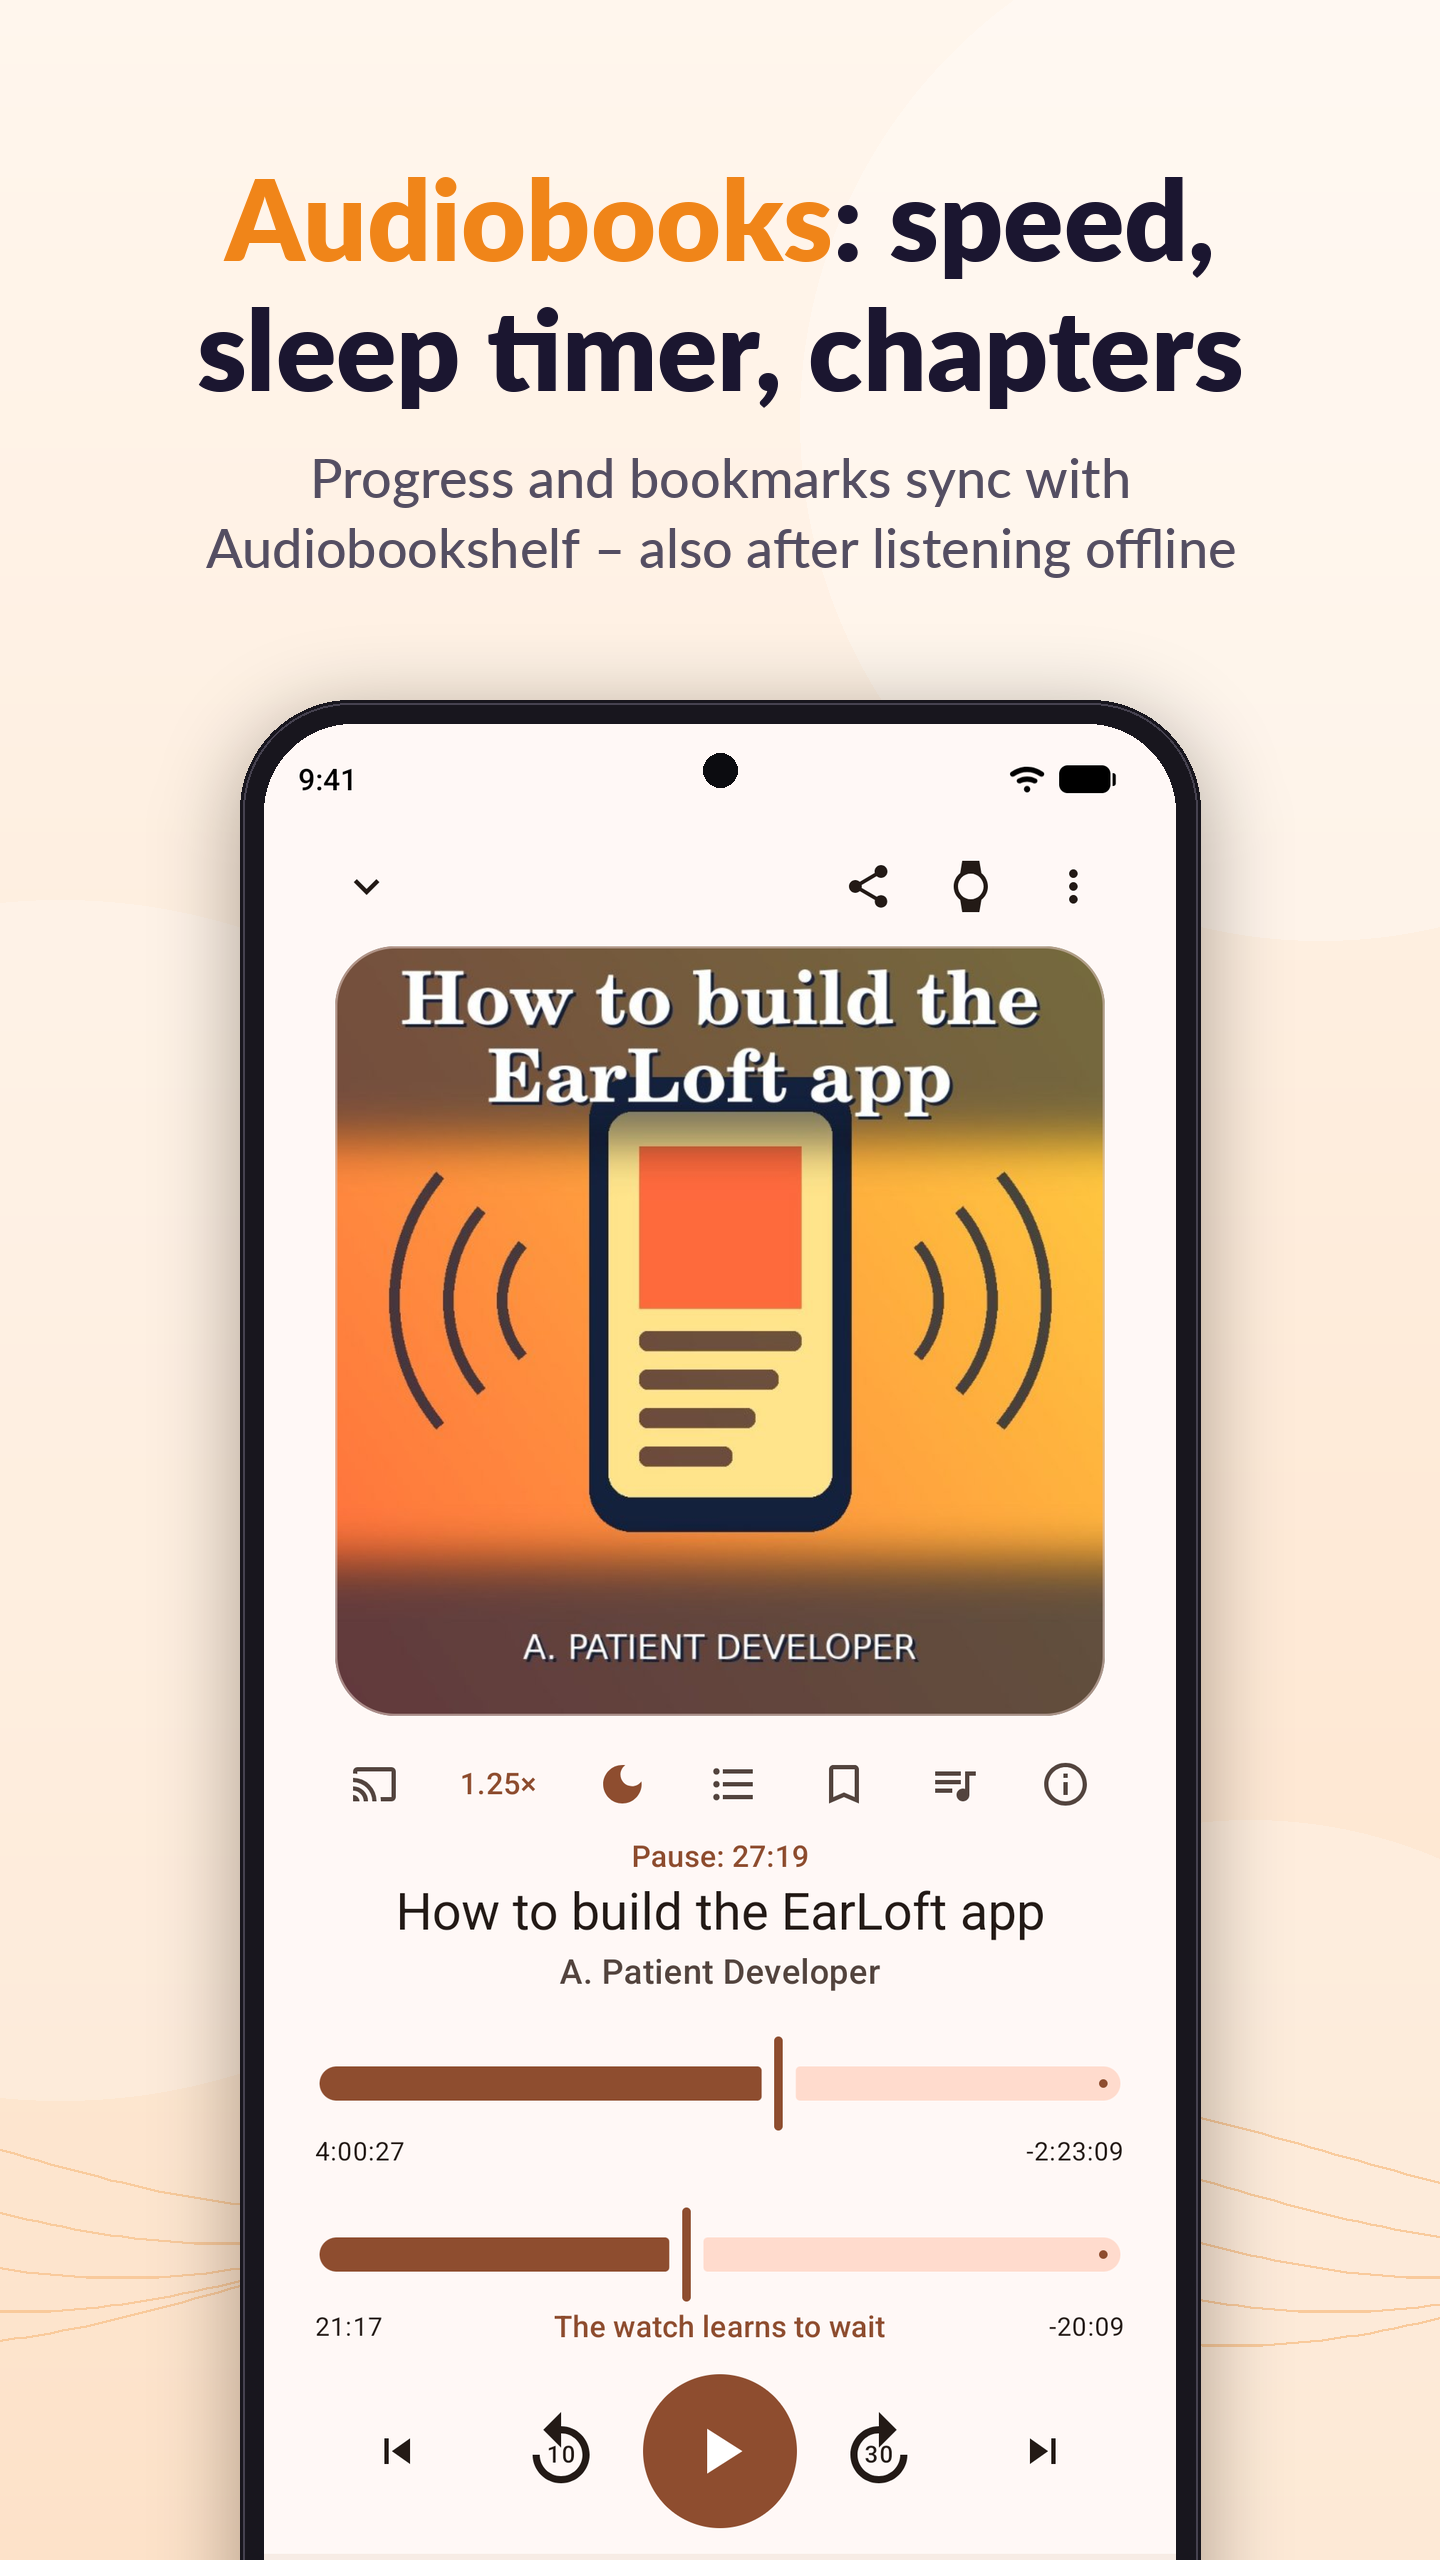 Audiobooks: speed,
sleep timer, chapters
Progress and bookmarks sync with
Audiobookshelf – also after listening offline
9:41
How to build the
EarLoft app
A. PATIENT DEVELOPER
1.25×
Pause: 27:19
How to build the EarLoft app
A. Patient Developer
4:00:27 -2:23:09
21:17 The watch learns to wait -20:09
10 30